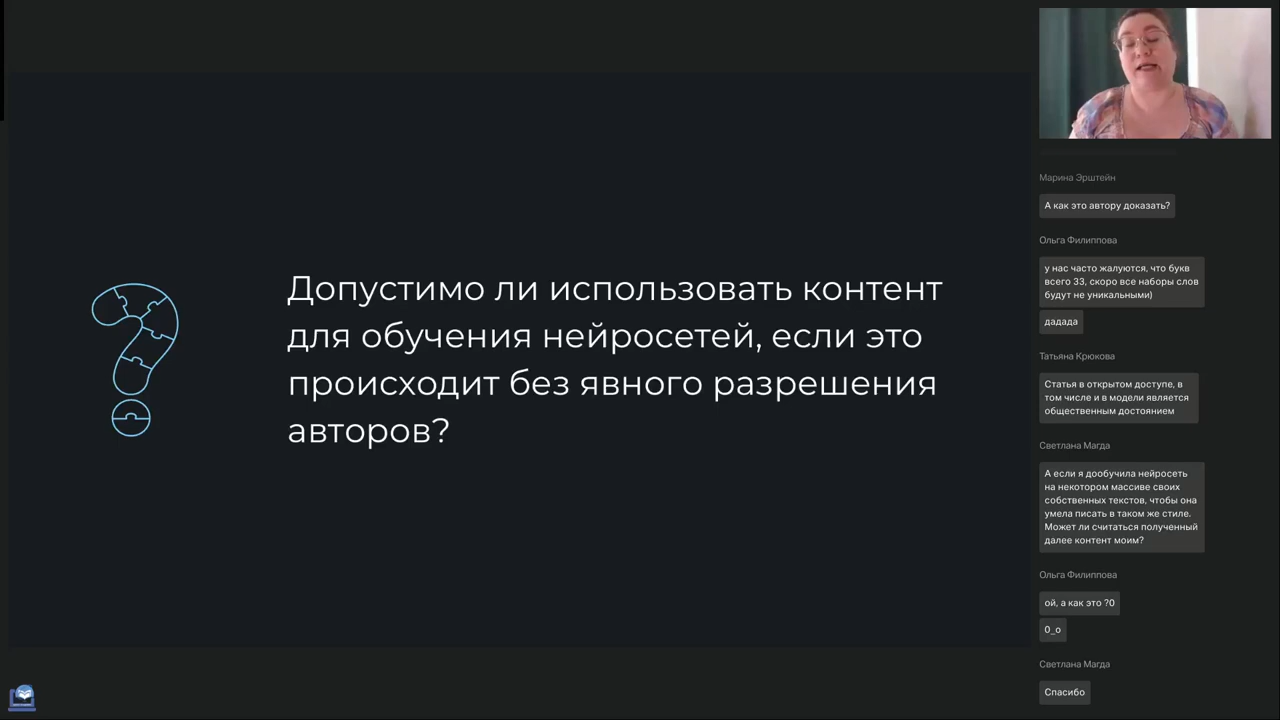 Допустимо ли использовать контент
для обучения нейросетей, если это
происходит без явного разрешения
авторов?
Марина Эрштейн
А как это автору доказать?
Ольга Филиппова
у нас часто жалуются, что букв
всего 33, скоро все наборы слов
будут не уникальными)
дадада
Татьяна Крюкова
Статья в открытом доступе, в
том числе и в модели является
общественным достоянием
Светлана Магда
А если я дообучила нейросеть
на некотором массиве своих
собственных текстов, чтобы она
умела писать в таком же стиле.
Может ли считаться полученный
далее контент моим?
Ольга Филиппова
ой, а как это ?0
0_о
Светлана Магда
Спасибо